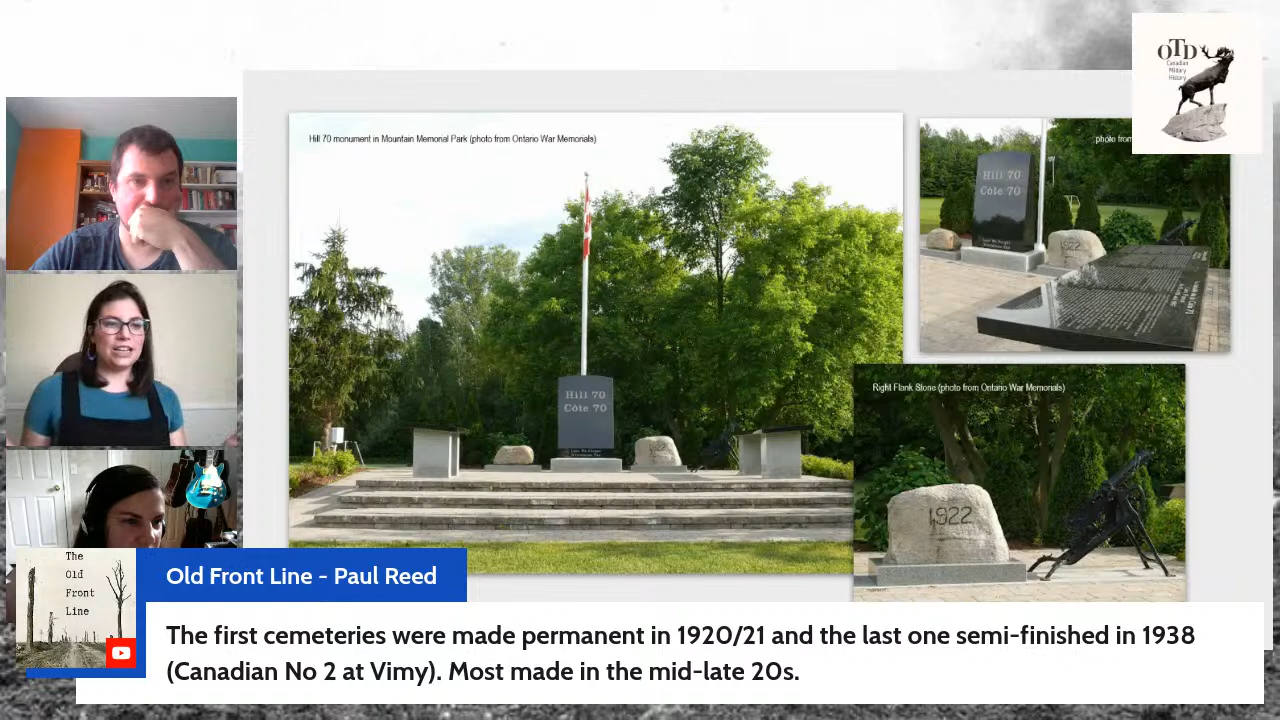 OTD
Canadian
Military
History
Hill 70 monument in Mountain Memorial Park (photo from Ontario War Memorials)
photo from
Hill 70
Côte 70
1922
Hill 70
Côte 70
1922
Right Flank Stone (photo from Ontario War Memorials)
1922
The
Old
Front
Line
Old Front Line - Paul Reed
The first cemeteries were made permanent in 1920/21 and the last one semi-finished in 1938
(Canadian No 2 at Vimy). Most made in the mid-late 20s.